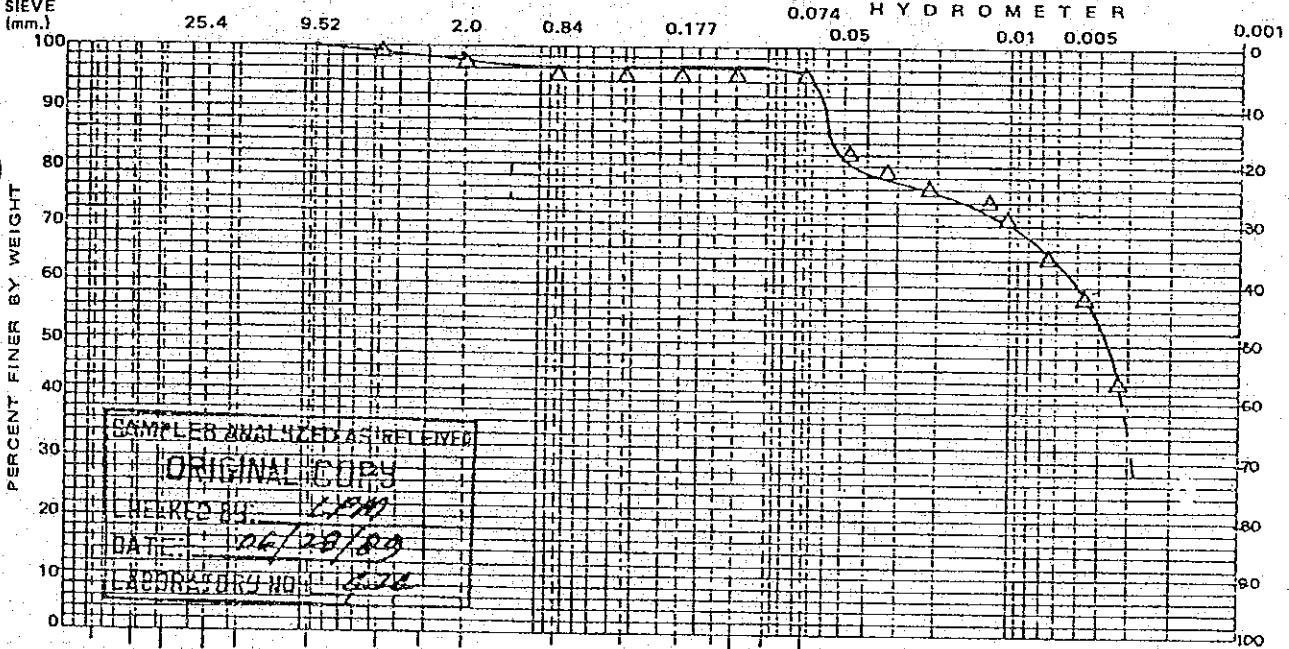 SIEVE
(mm.)
25.4 9.52 2.0 0.84 0.177 0.074 HYDROMETER
0.05 0.01 0.005 0.001
100 0
90 10
80 20
70 30
60 40
50 50
40 60
30 70
20 80
10 90
0 100
PERCENT FINER BY WEIGHT
SAMPLES ANALYZED AS RECEIVED
ORIGINAL COPY
CHECKED BY:
DATE: 06/28/89
LABORATORY NO